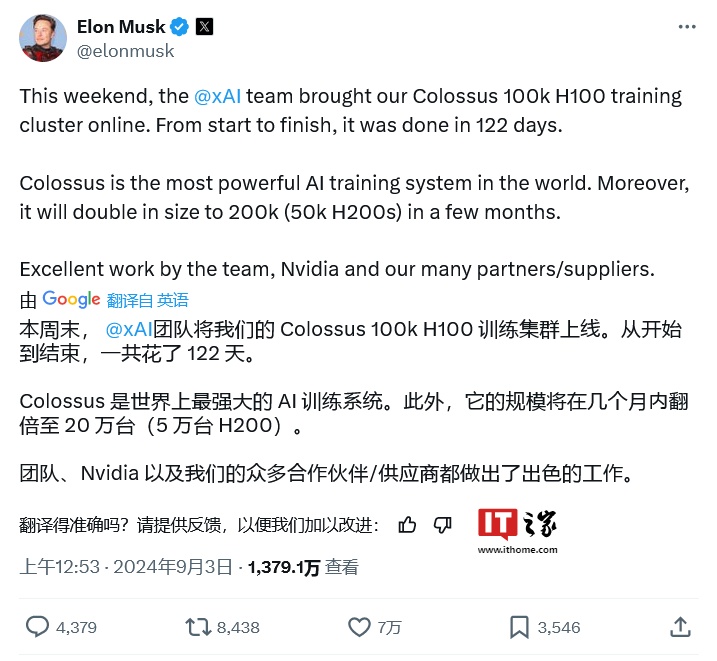 Elon Musk
@elonmusk
This weekend, the @xAI team brought our Colossus 100k H100 training
cluster online. From start to finish, it was done in 122 days.
Colossus is the most powerful AI training system in the world. Moreover,
it will double in size to 200k (50k H200s) in a few months.
Excellent work by the team, Nvidia and our many partners/suppliers.
由 Google 翻译自 英语
本周末， @xAI团队将我们的 Colossus 100k H100 训练集群上线。从开始
到结束，一共花了 122 天。
Colossus 是世界上最强大的 AI 训练系统。此外，它的规模将在几个月内翻
倍至 20 万台（5 万台 H200）。
团队、Nvidia 以及我们的众多合作伙伴/供应商都做出了出色的工作。
翻译得准确吗？请提供反馈，以便我们加以改进：
IT之家
www.ithome.com
上午12:53 · 2024年9月3日 · 1,379.1万 查看
4,379 8,438 7万 3,546